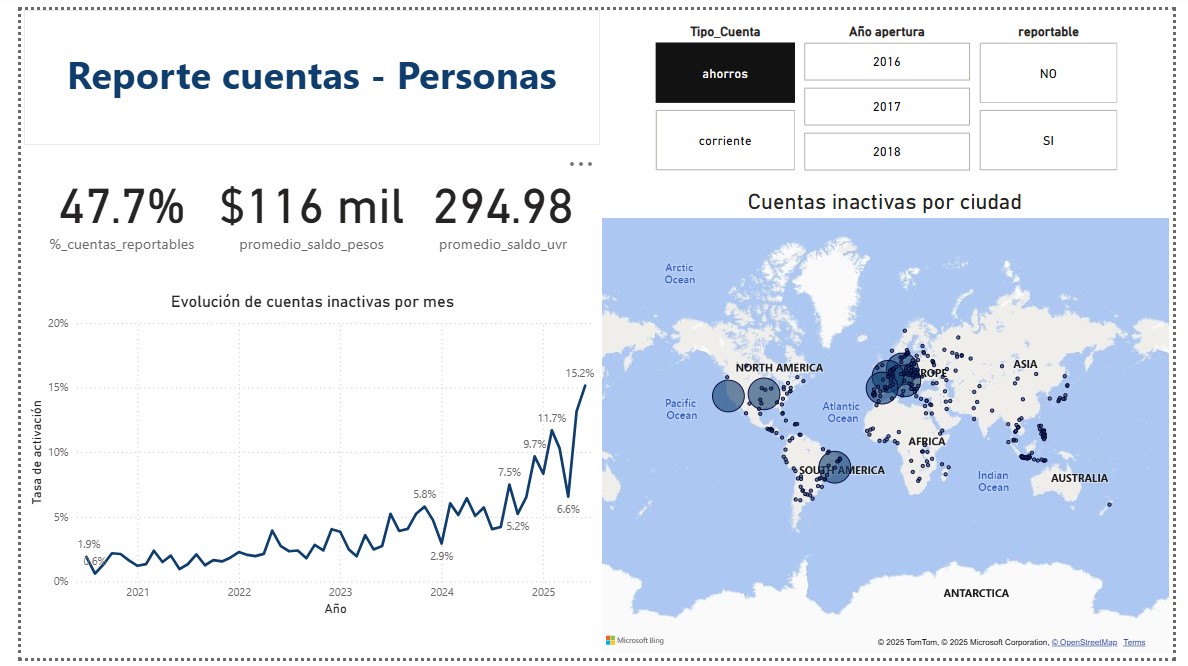 Reporte cuentas - Personas
Tipo_Cuenta
ahorros
corriente
Año apertura
2016
2017
2018
reportable
NO
SI
47.7%
%_cuentas_reportables
$116 mil
promedio_saldo_pesos
294.98
promedio_saldo_uvr
Evolución de cuentas inactivas por mes
Tasa de activación
20%
15%
10%
5%
0%
1.9%
0.6%
5.8%
2.9%
7.5%
5.2%
9.7%
11.7%
6.6%
15.2%
2021
2022
2023
2024
2025
Año
Cuentas inactivas por ciudad
Arctic
Ocean
NORTH AMERICA
ASIA
Pacific
Ocean
Atlantic
Ocean
AFRICA
SOUTH AMERICA
Indian
Ocean
AUSTRALIA
ANTARCTICA
Microsoft Bing
© 2025 TomTom, © 2025 Microsoft Corporation, © OpenStreetMap Terms